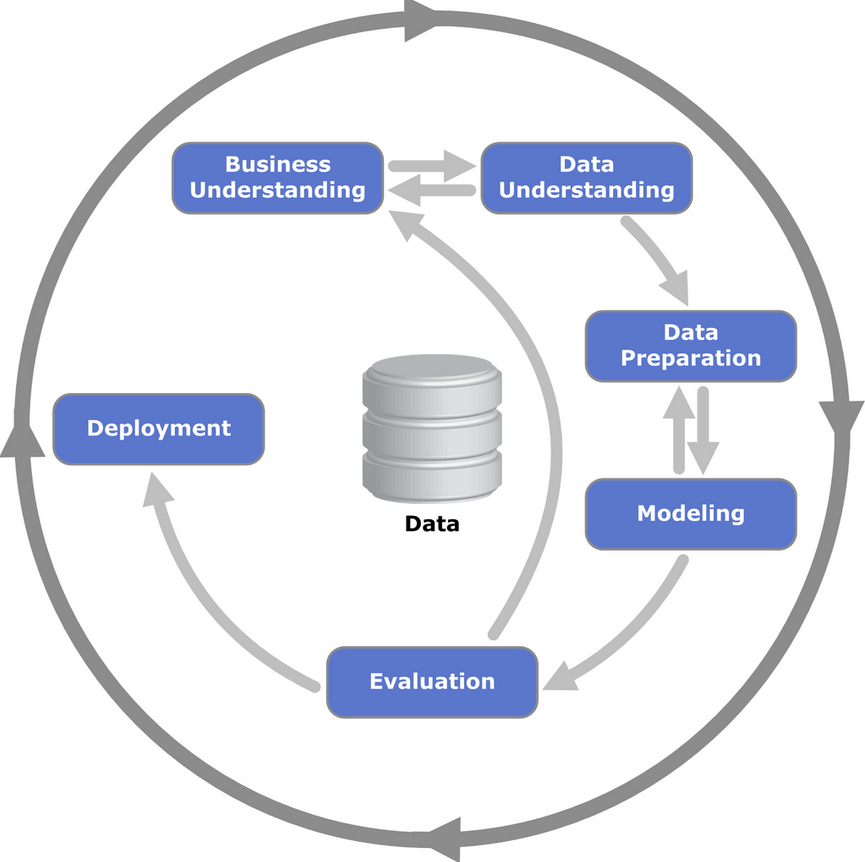 Business
Understanding
Data
Understanding
Data
Preparation
Deployment
Modeling
Data
Evaluation